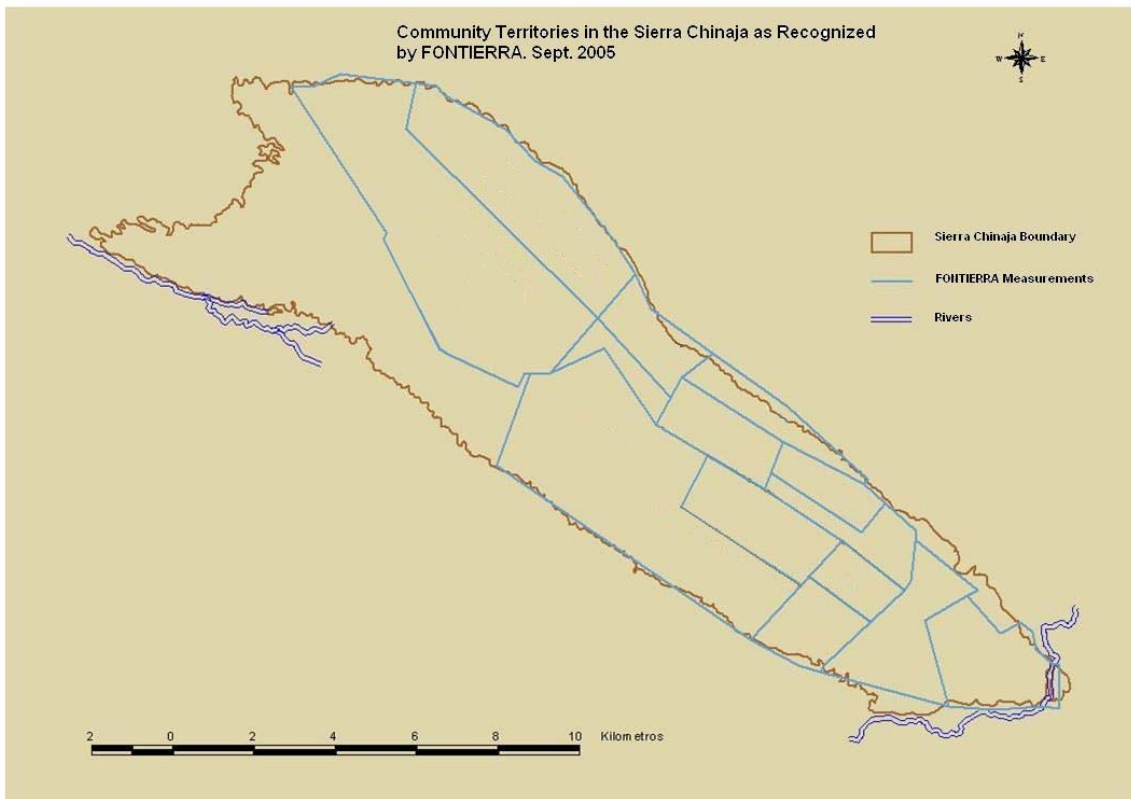 Community Territories in the Sierra Chinaja as Recognized
by FONTIERRA. Sept. 2005
N
W E
S
Sierra Chinaja Boundary
FONTIERRA Measurements
Rivers
2 0 2 4 6 8 10 Kilometros